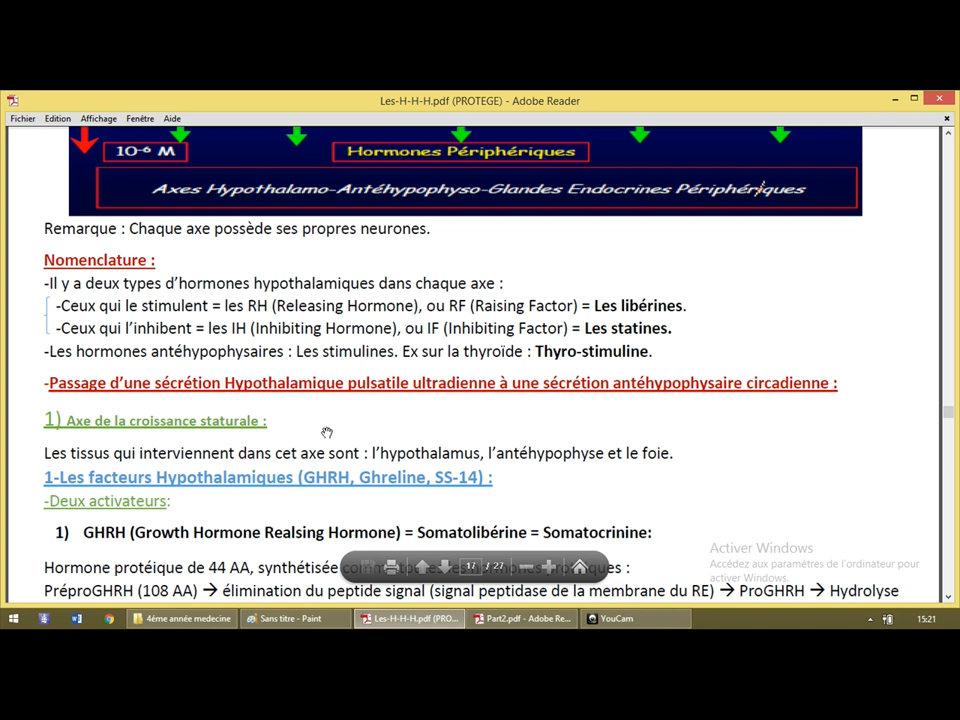 Les-H-H-H.pdf (PROTEGE) - Adobe Reader
Fichier Edition Affichage Fenêtre Aide
10-6 M
Hormones Périphériques
Axes Hypothalamo-Antéhypophyso-Glandes Endocrines Périphériques
Remarque : Chaque axe possède ses propres neurones.
Nomenclature :
-Il y a deux types d’hormones hypothalamiques dans chaque axe :
-Ceux qui le stimulent = les RH (Releasing Hormone), ou RF (Raising Factor) = Les libérines.
-Ceux qui l’inhibent = les IH (Inhibiting Hormone), ou IF (Inhibiting Factor) = Les statines.
-Les hormones antéhypophysaires : Les stimulines. Ex sur la thyroïde : Thyro-stimuline.
-Passage d’une sécrétion Hypothalamique pulsatile ultradienne à une sécrétion antéhypophysaire circadienne :
1) Axe de la croissance staturale :
Les tissus qui interviennent dans cet axe sont : l’hypothalamus, l’antéhypophyse et le foie.
1-Les facteurs Hypothalamiques (GHRH, Ghreline, SS-14) :
-Deux activateurs:
1) GHRH (Growth Hormone Realsing Hormone) = Somatolibérine = Somatocrinine:
Hormone protéique de 44 AA, synthétisée
PréproGHRH (108 AA) → élimination du peptide signal (signal peptidase de la membrane du RE) → ProGHRH → Hydrolyse
17 / 27
Activer Windows
Accédez aux paramètres de l'ordinateur pour
activer Windows.
4éme année medecine
Sans titre - Paint
Les-H-H-H.pdf (PRO...
Part2.pdf - Adobe Re...
YouCam
15:21